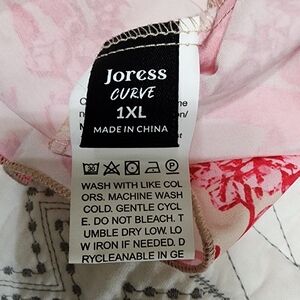 Joress
CURVE
1XL
MADE IN CHINA
WASH WITH LIKE COL
ORS. MACHINE WASH
COLD. GENTLE CYCL
E. DO NOT BLEACH. T
UMBLE DRY LOW. LO
W IRON IF NEEDED. D
RYCLEANABLE IN GE